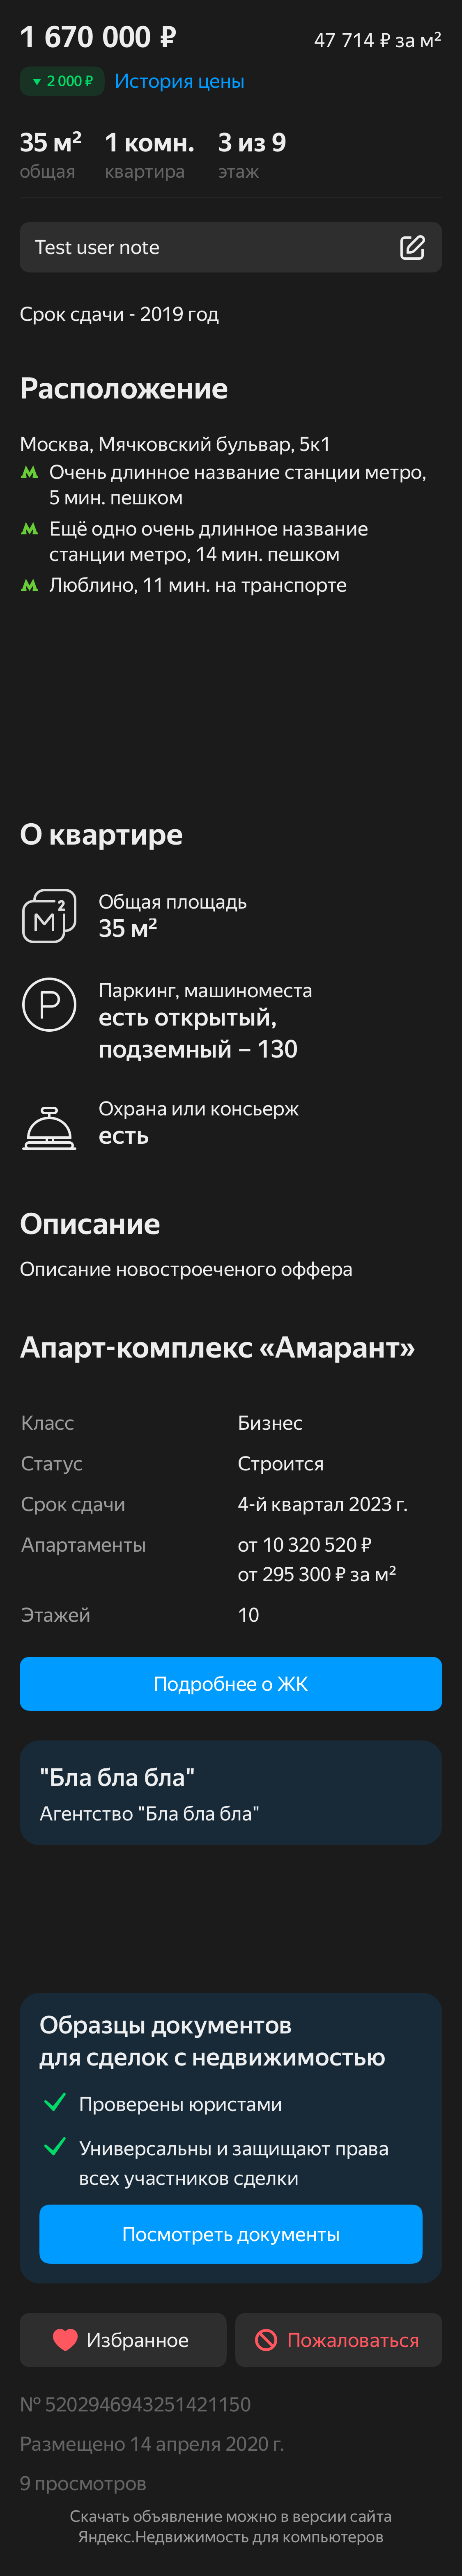 1 670 000 ₽
47 714 ₽ за м²
2 000 ₽ История цены
35 м² 1 комн. 3 из 9
общая квартира этаж
Test user note
Срок сдачи - 2019 год
Расположение
Москва, Мячковский бульвар, 5к1
Очень длинное название станции метро,
5 мин. пешком
Ещё одно очень длинное название
станции метро, 14 мин. пешком
Люблино, 11 мин. на транспорте
О квартире
М²
Общая площадь
35 м²
P
Паркинг, машиноместа
есть открытый,
подземный – 130
Охрана или консьерж
есть
Описание
Описание новостроеченого оффера
Апарт-комплекс «Амарант»
Класс Бизнес
Статус Строится
Срок сдачи 4-й квартал 2023 г.
Апартаменты от 10 320 520 ₽
от 295 300 ₽ за м²
Этажей 10
Подробнее о ЖК
"Бла бла бла"
Агентство "Бла бла бла"
Образцы документов
для сделок с недвижимостью
Проверены юристами
Универсальны и защищают права
всех участников сделки
Посмотреть документы
Избранное Пожаловаться
№ 5202946943251421150
Размещено 14 апреля 2020 г.
9 просмотров
Скачать объявление можно в версии сайта
Яндекс.Недвижимость для компьютеров